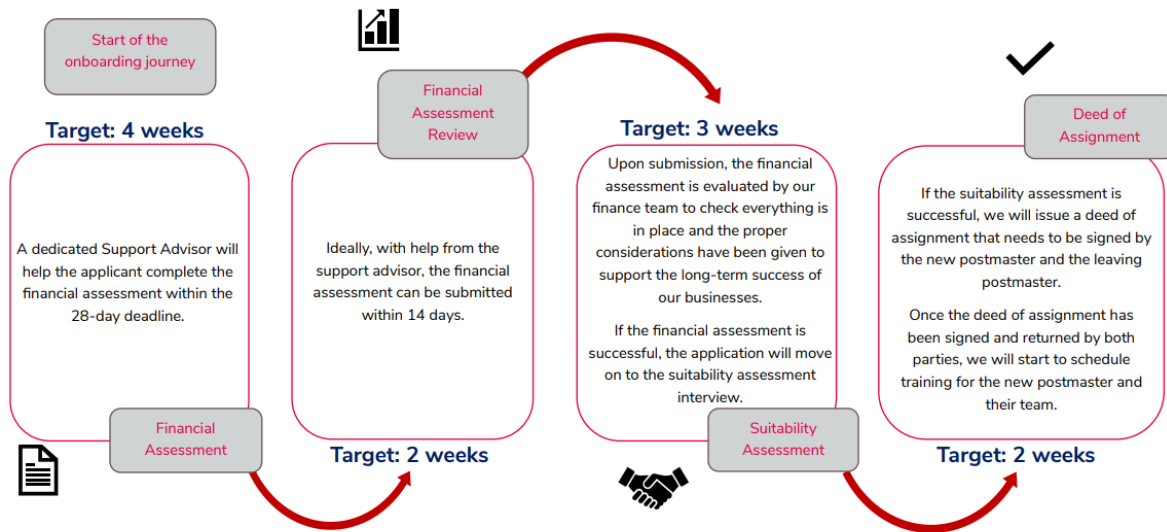 Start of the
onboarding journey
Target: 4 weeks
A dedicated Support Advisor will
help the applicant complete the
financial assessment within the
28-day deadline.
Financial
Assessment
Financial
Assessment
Review
Ideally, with help from the
support advisor, the financial
assessment can be submitted
within 14 days.
Target: 2 weeks
Target: 3 weeks
Upon submission, the financial
assessment is evaluated by our
finance team to check everything is
in place and the proper
considerations have been given to
support the long-term success of
our businesses.
If the financial assessment is
successful, the application will move
on to the suitability assessment
interview.
Suitability
Assessment
Deed of
Assignment
If the suitability assessment is
successful, we will issue a deed of
assignment that needs to be signed by
the new postmaster and the leaving
postmaster.
Once the deed of assignment has
been signed and returned by both
parties, we will start to schedule
training for the new postmaster and
their team.
Target: 2 weeks